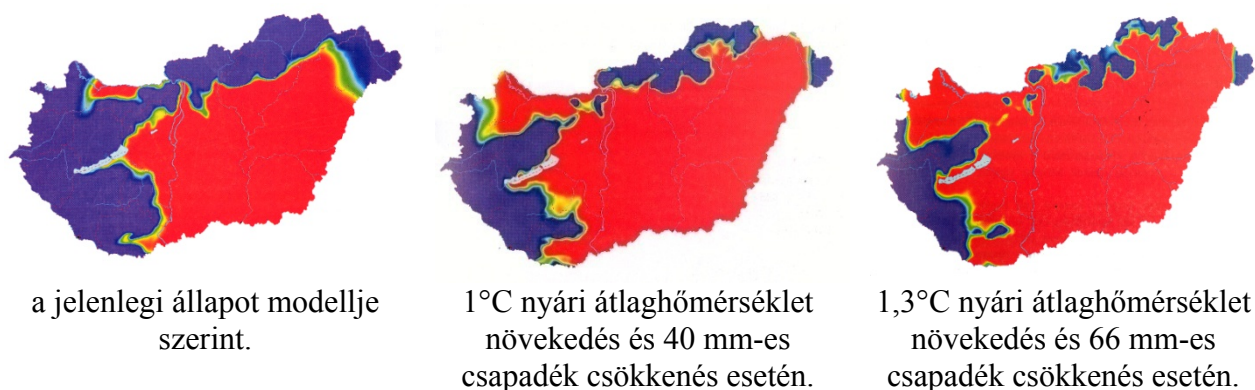 a jelenlegi állapot modellje
szerint.
1°C nyári átlaghőmérséklet
növekedés és 40 mm-es
csapadék csökkenés esetén.
1,3°C nyári átlaghőmérséklet
növekedés és 66 mm-es
csapadék csökkenés esetén.